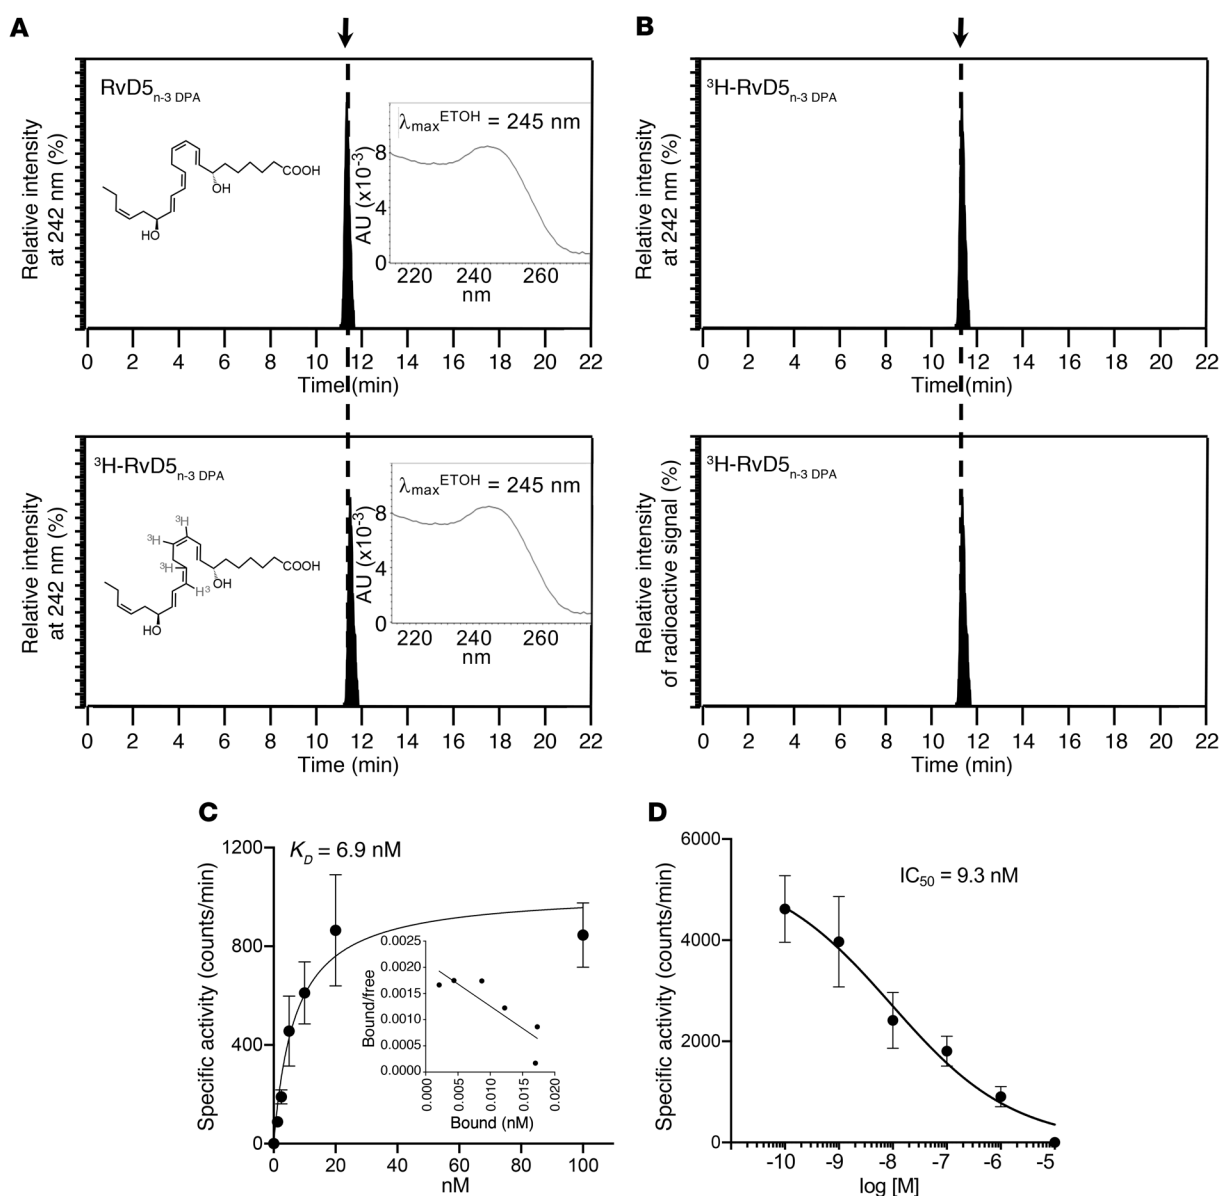 A
RvD5n-3 DPA
COOH
OH
HO
λmaxETOH = 245 nm
AU (x10-3)
8
4
0
220 240 260
nm
Relative intensity
at 242 nm (%)
0 2 4 6 8 10 12 14 16 18 20 22
Time (min)
3H-RvD5n-3 DPA
3H
3H
3H
H3
COOH
OH
HO
λmaxETOH = 245 nm
AU (x10-3)
8
4
0
220 240 260
nm
Relative intensity
at 242 nm (%)
0 2 4 6 8 10 12 14 16 18 20 22
Time (min)
B
3H-RvD5n-3 DPA
Relative intensity
at 242 nm (%)
0 2 4 6 8 10 12 14 16 18 20 22
Time (min)
3H-RvD5n-3 DPA
Relative intensity
of radioactive signal (%)
0 2 4 6 8 10 12 14 16 18 20 22
Time (min)
C
KD = 6.9 nM
Specific activity (counts/min)
1200
800
400
0
0 20 40 60 80 100
nM
Bound/free
0.0025
0.0020
0.0015
0.0010
0.0005
0.0000
0.000 0.005 0.010 0.015 0.020
Bound (nM)
D
IC50 = 9.3 nM
Specific activity (counts/min)
6000
4000
2000
0
-10 -9 -8 -7 -6 -5
log [M]